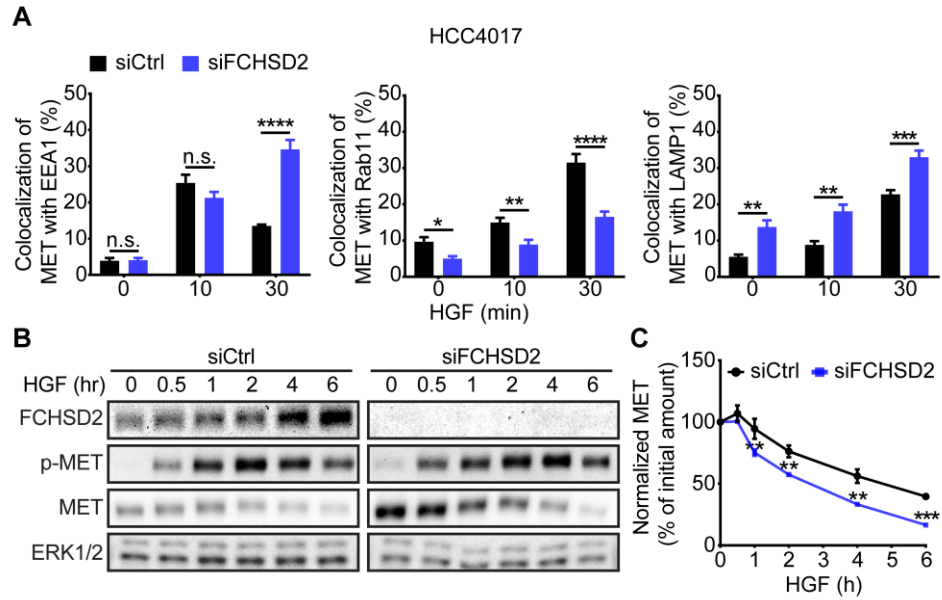 A
HCC4017
siCtrl siFCHSD2
Colocalization of
MET with EEA1 (%)
50
40
30
20
10
0
n.s.
n.s.
****
0 10 30
Colocalization of
MET with Rab11 (%)
50
40
30
20
10
0
*
**
****
0 10 30
HGF (min)
Colocalization of
MET with LAMP1 (%)
50
40
30
20
10
0
**
**
***
0 10 30
B
siCtrl siFCHSD2
HGF (hr) 0 0.5 1 2 4 6 0 0.5 1 2 4 6
FCHSD2
p-MET
MET
ERK1/2
C
siCtrl siFCHSD2
Normalized MET
(% of initial amount)
150
100
50
0
**
**
**
***
0 1 2 3 4 5 6
HGF (h)